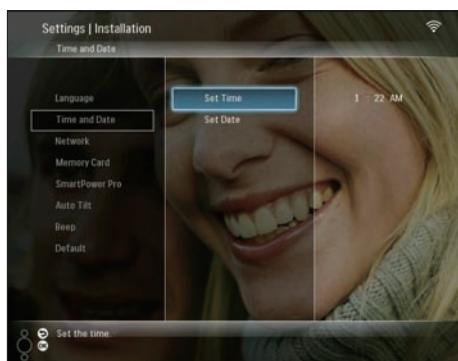 Settings | Installation
Time and Date
Language
Time and Date
Network
Memory Card
SmartPower Pro
Auto Tilt
Beep
Default
Set Time
Set Date
1 : 22 AM
Set the time.
OK